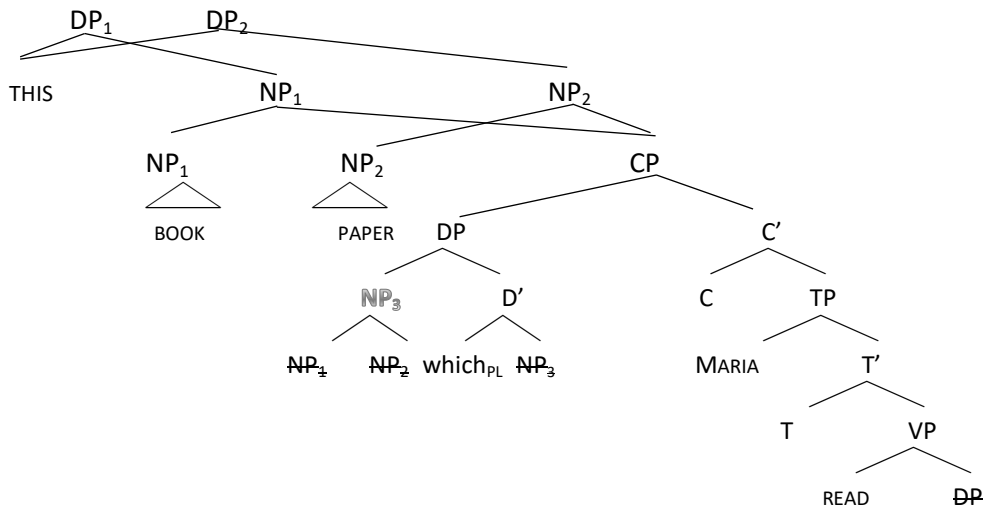 DP₁ DP₂
THIS NP₁ NP₂
NP₁ NP₂ CP
BOOK PAPER DP C’
NP₃ D’ C TP
NP₁ NP₂ whichPL NP₃ MARIA T’
T VP
READ DP